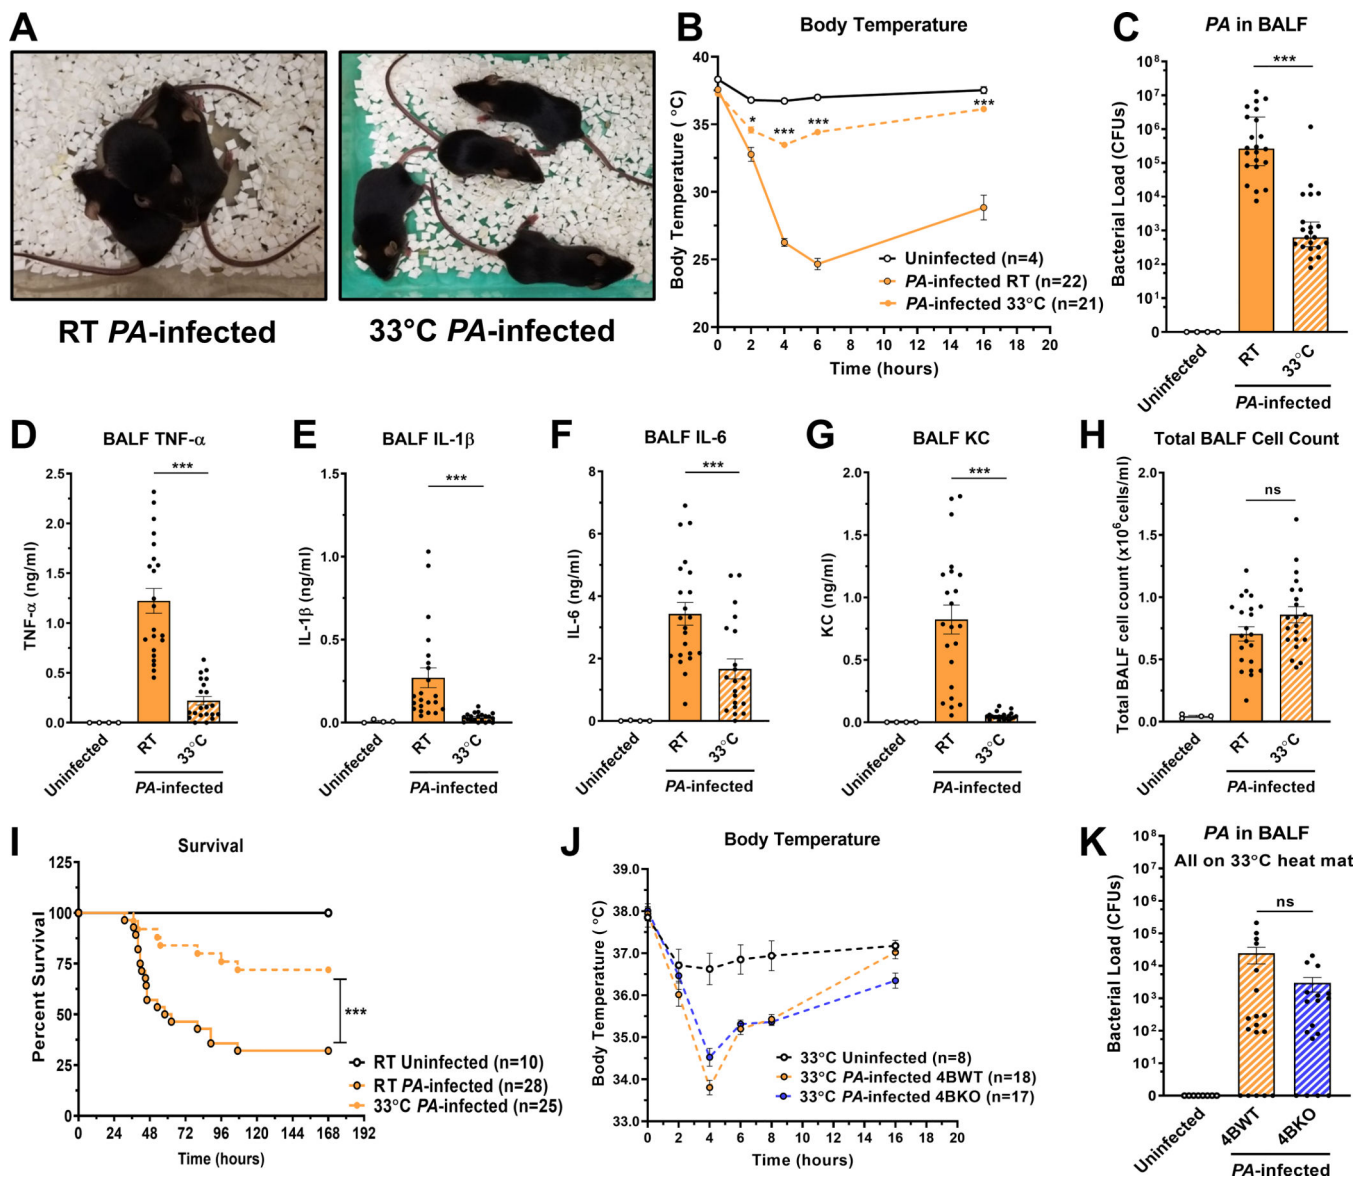 A
RT PA-infected
33°C PA-infected
B
Body Temperature
Body Temperature ( °C)
40
35
30
25
20
0 2 4 6 8 10 12 14 16 18 20
Time (hours)
*
***
***
***
Uninfected (n=4)
PA-infected RT (n=22)
PA-infected 33°C (n=21)
C
PA in BALF
Bacterial Load (CFUs)
10⁸
10⁷
10⁶
10⁵
10⁴
10³
10²
10¹
0
***
Uninfected
RT
33°C
PA-infected
D
BALF TNF-α
TNF-α (ng/ml)
2.5
2.0
1.5
1.0
0.5
0.0
***
Uninfected
RT
33°C
PA-infected
E
BALF IL-1β
IL-1β (ng/ml)
1.5
1.0
0.5
0.0
***
Uninfected
RT
33°C
PA-infected
F
BALF IL-6
IL-6 (ng/ml)
8
6
4
2
0
***
Uninfected
RT
33°C
PA-infected
G
BALF KC
KC (ng/ml)
2.0
1.5
1.0
0.5
0.0
***
Uninfected
RT
33°C
PA-infected
H
Total BALF Cell Count
Total BALF cell count (x10⁶cells/ml)
2.0
1.5
1.0
0.5
0.0
ns
Uninfected
RT
33°C
PA-infected
I
Survival
Percent Survival
125
100
75
50
25
0
0 24 48 72 96 120 144 168 192
Time (hours)
***
RT Uninfected (n=10)
RT PA-infected (n=28)
33°C PA-infected (n=25)
J
Body Temperature
Body Temperature ( °C)
39.0
38.0
37.0
36.0
35.0
34.0
33.0
0 2 4 6 8 10 12 14 16 18 20
Time (hours)
33°C Uninfected (n=8)
33°C PA-infected 4BWT (n=18)
33°C PA-infected 4BKO (n=17)
K
PA in BALF
All on 33°C heat mat
Bacterial Load (CFUs)
10⁸
10⁷
10⁶
10⁵
10⁴
10³
10²
10¹
0
ns
Uninfected
4BWT
4BKO
PA-infected